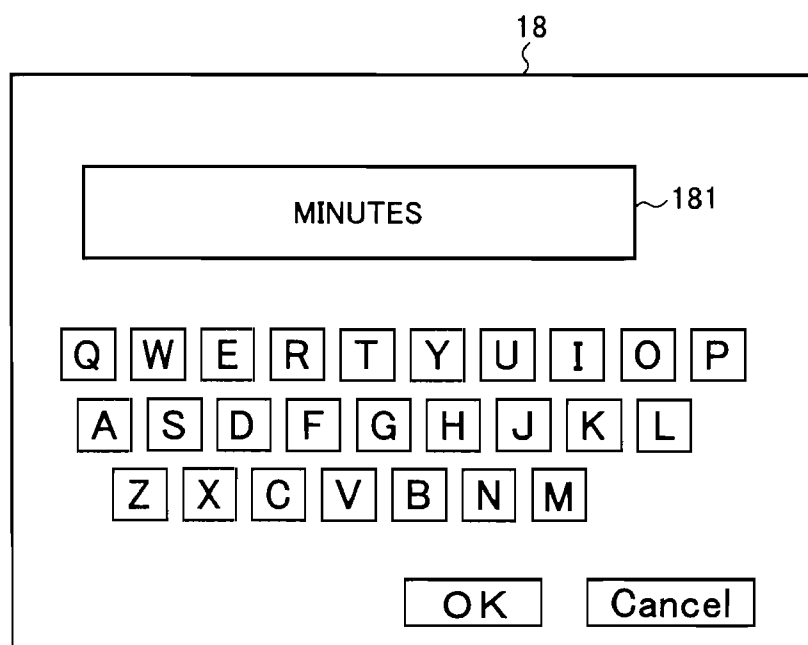 18
MINUTES 181
Q W E R T Y U I O P
A S D F G H J K L
Z X C V B N M
OK Cancel